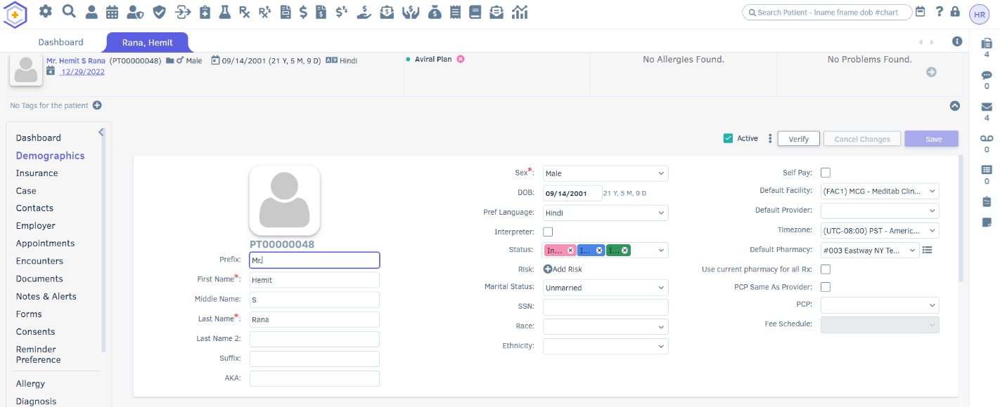 Search Patient - lname fname dob #chart
HR
Dashboard
Rana, Hemit
Mr. Hemit S Rana (PT00000048) Male 09/14/2001 (21 Y, 5 M, 9 D) Hindi
12/29/2022
Aviral Plan
No Allergies Found.
No Problems Found.
No Tags for the patient
4
0
4
0
0
Dashboard
Demographics
Insurance
Case
Contacts
Employer
Appointments
Encounters
Documents
Notes & Alerts
Forms
Consents
Reminder
Preference
Allergy
Diagnosis
Active
Verify
Cancel Changes
Save
PT00000048
Prefix: Mr.
First Name*: Hemit
Middle Name: S
Last Name*: Rana
Last Name 2:
Suffix:
AKA:
Sex*: Male
DOB: 09/14/2001 21 Y, 5 M, 9 D
Pref Language: Hindi
Interpreter:
Status: In... I... I...
Risk: Add Risk
Marital Status: Unmarried
SSN:
Race:
Ethnicity:
Self Pay:
Default Facility: (FAC1) MCG - Meditab Clin...
Default Provider:
Timezone: (UTC-08:00) PST - Americ...
Default Pharmacy: #003 Eastway NY Te...
Use current pharmacy for all Rx:
PCP Same As Provider:
PCP:
Fee Schedule: